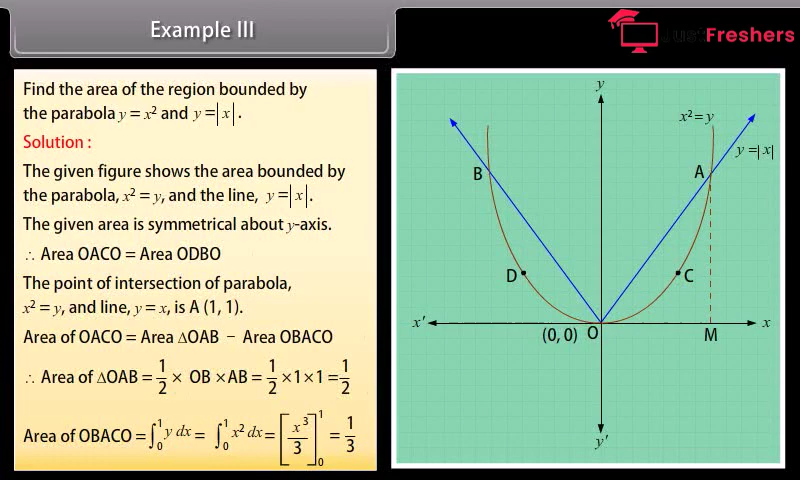 Example III
Just Freshers
Find the area of the region bounded by
the parabola y = x² and y = |x|.
Solution :
The given figure shows the area bounded by
the parabola, x² = y, and the line, y = |x|.
The given area is symmetrical about y-axis.
∴ Area OACO = Area ODBO
The point of intersection of parabola,
x² = y, and line, y = x, is A (1, 1).
Area of OACO = Area ΔOAB – Area OBACO
∴ Area of ΔOAB = 1/2 × OB × AB = 1/2 × 1 × 1 = 1/2
Area of OBACO = ∫₀¹ y dx = ∫₀¹ x² dx = [x³/3]₀¹ = 1/3
y
x² = y
y = |x|
B
A
D
C
x′
x
(0, 0)
O
M
y′